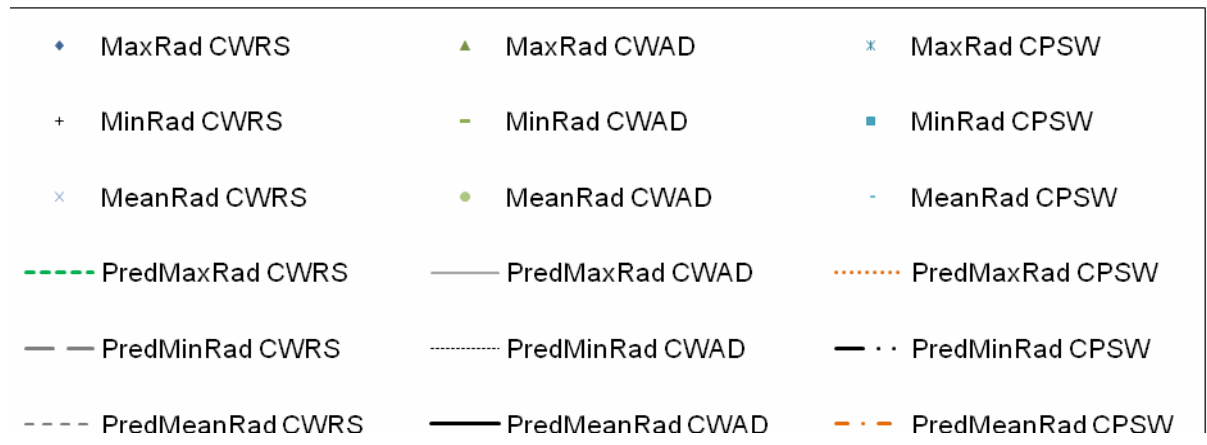 MaxRad CWRS MaxRad CWAD MaxRad CPSW
MinRad CWRS MinRad CWAD MinRad CPSW
MeanRad CWRS MeanRad CWAD MeanRad CPSW
PredMaxRad CWRS PredMaxRad CWAD PredMaxRad CPSW
PredMinRad CWRS PredMinRad CWAD PredMinRad CPSW
PredMeanRad CWRS PredMeanRad CWAD PredMeanRad CPSW